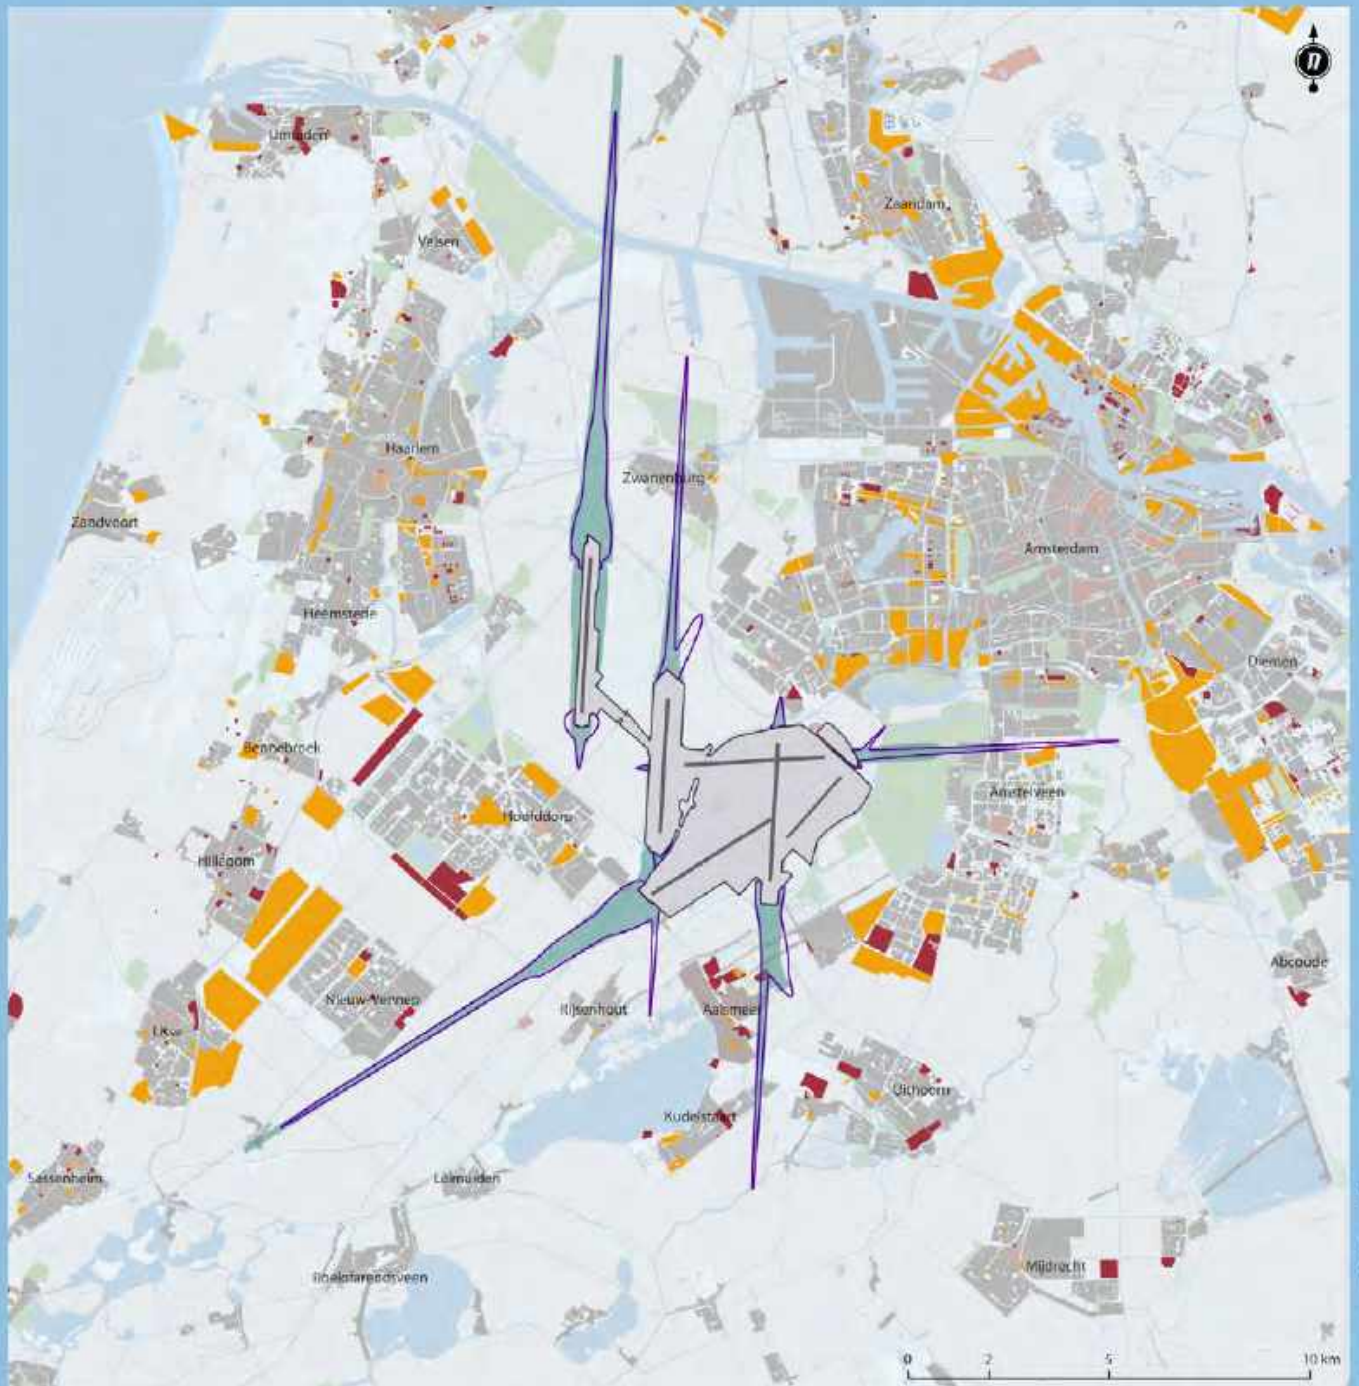 n
IJmuiden
Zaandam
Velsen
Haarlem
Zwanenburg
Zandvoort
Amsterdam
Heemstede
Diemen
Bennebroek
Amstelveen
Hoofddorp
Hillegom
Abcoude
Nieuw-Vennep
Rijsenhout
Aalsmeer
Lisse
Uithoorn
Kudelstaart
Sassenheim
Leimuiden
Mijdrecht
Roelofarendsveen
0 2 5 10 km